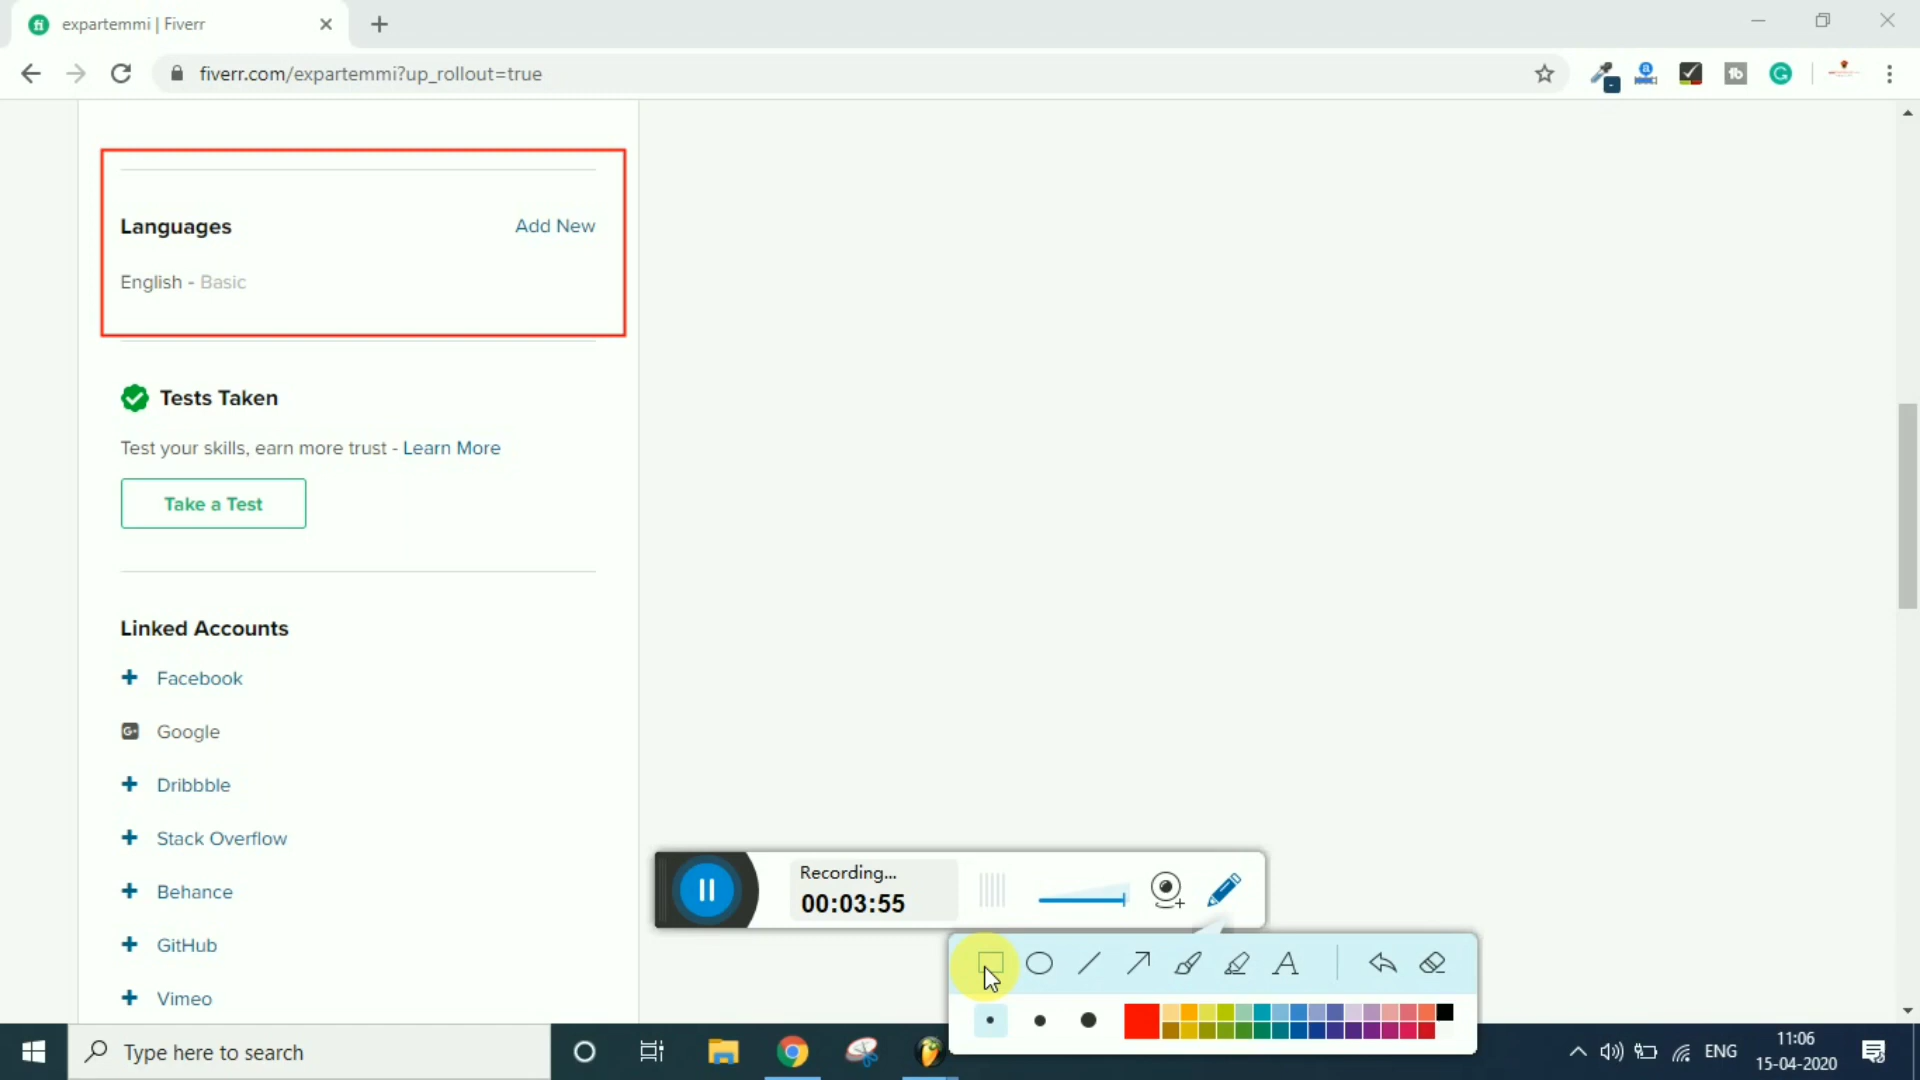 expartemmi | Fiverr
fiverr.com/expartemmi?up_rollout=true
Languages
Add New
English - Basic
Tests Taken
Test your skills, earn more trust - Learn More
Take a Test
Linked Accounts
Facebook
Google
Dribbble
Stack Overflow
Behance
GitHub
Vimeo
Recording...
00:03:55
Type here to search
ENG
11:06
15-04-2020